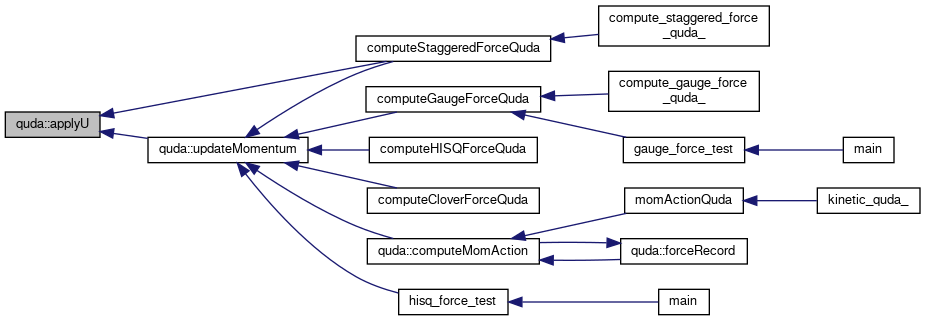 quda::applyU
computeStaggeredForceQuda
compute_staggered_force
_quda_
quda::updateMomentum
computeGaugeForceQuda
compute_gauge_force
_quda_
gauge_force_test
main
computeHISQForceQuda
computeCloverForceQuda
quda::computeMomAction
momActionQuda
kinetic_quda_
quda::forceRecord
hisq_force_test
main